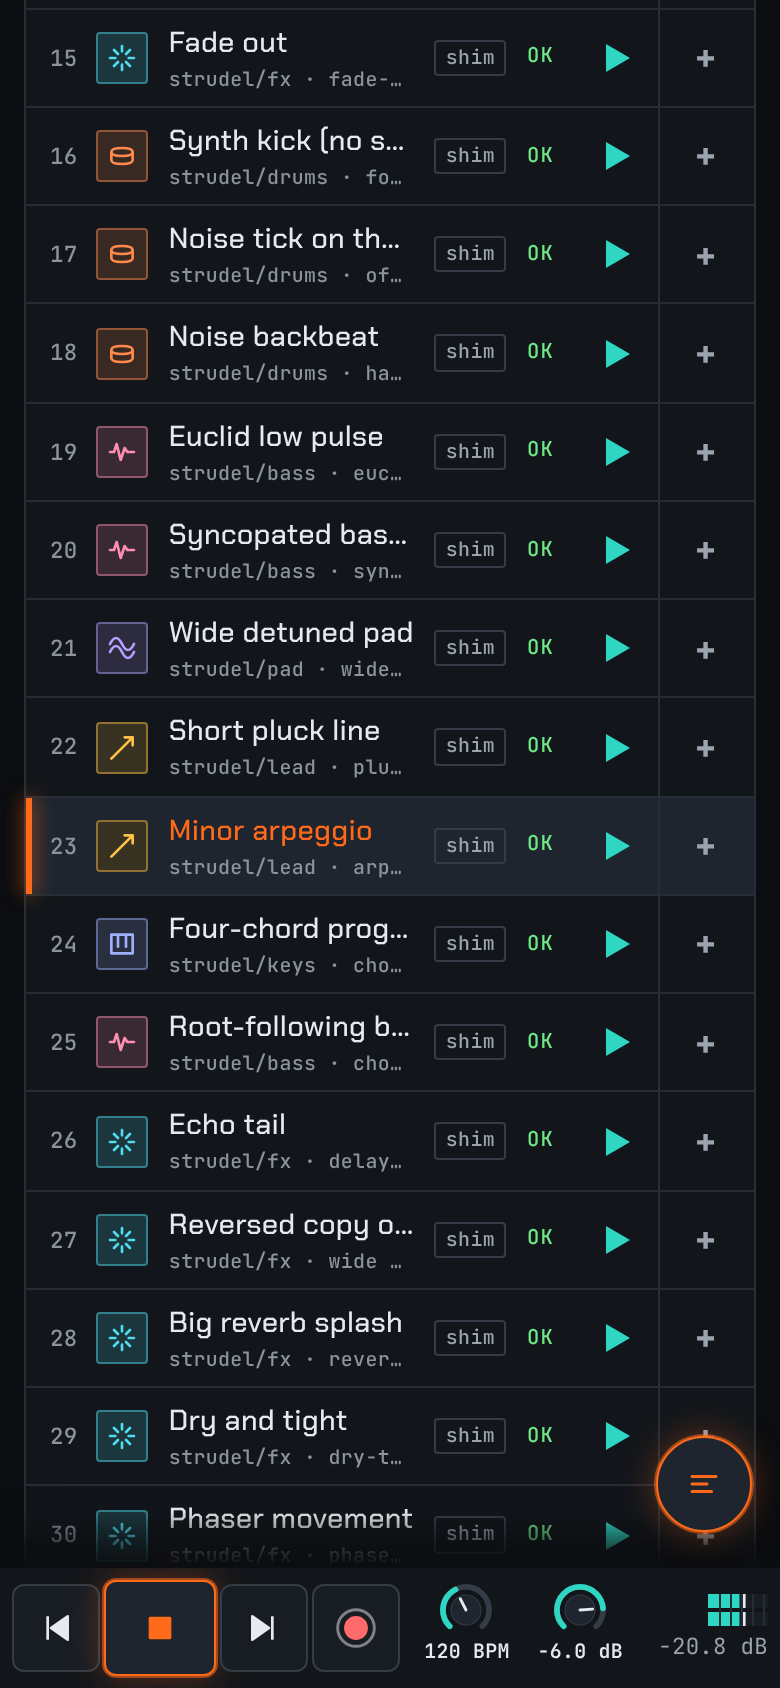 15
Fade out
strudel/fx · fade-…
shim
OK
16
Synth kick (no s…
strudel/drums · fo…
shim
OK
17
Noise tick on th…
strudel/drums · of…
shim
OK
18
Noise backbeat
strudel/drums · ha…
shim
OK
19
Euclid low pulse
strudel/bass · euc…
shim
OK
20
Syncopated bas…
strudel/bass · syn…
shim
OK
21
Wide detuned pad
strudel/pad · wide…
shim
OK
22
Short pluck line
strudel/lead · plu…
shim
OK
23
Minor arpeggio
strudel/lead · arp…
shim
OK
24
Four-chord prog…
strudel/keys · cho…
shim
OK
25
Root-following b…
strudel/bass · cho…
shim
OK
26
Echo tail
strudel/fx · delay…
shim
OK
27
Reversed copy o…
strudel/fx · wide …
shim
OK
28
Big reverb splash
strudel/fx · rever…
shim
OK
29
Dry and tight
strudel/fx · dry-t…
shim
OK
30
Phaser movement
strudel/fx · phase…
shim
OK
120 BPM
-6.0 dB
-20.8 dB